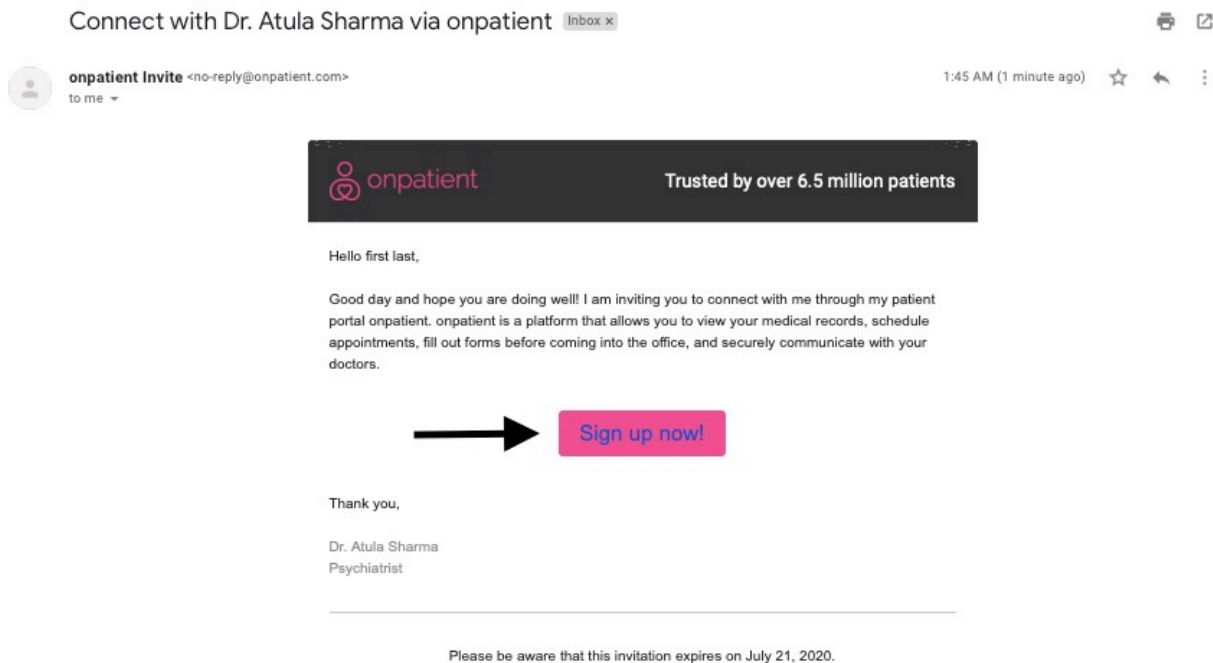 Connect with Dr. Atula Sharma via onpatient Inbox x
onpatient Invite <no-reply@onpatient.com> 1:45 AM (1 minute ago)
to me
onpatient Trusted by over 6.5 million patients
Hello first last,
Good day and hope you are doing well! I am inviting you to connect with me through my patient
portal onpatient. onpatient is a platform that allows you to view your medical records, schedule
appointments, fill out forms before coming into the office, and securely communicate with your
doctors.
Sign up now!
Thank you,
Dr. Atula Sharma
Psychiatrist
Please be aware that this invitation expires on July 21, 2020.